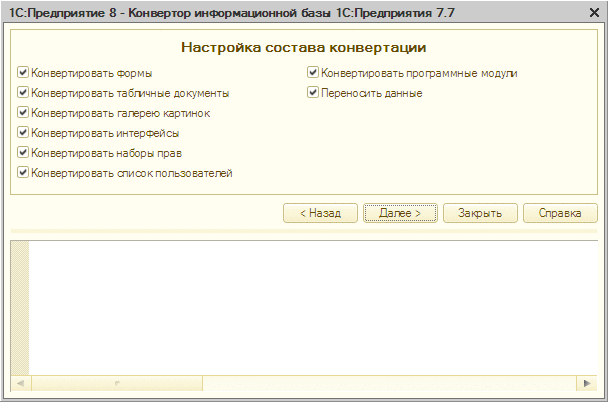 1С:Предприятие 8 - Конвертор информационной базы 1С:Предприятия 7.7
Настройка состава конвертации
Конвертировать формы
Конвертировать программные модули
Конвертировать табличные документы
Переносить данные
Конвертировать галерею картинок
Конвертировать интерфейсы
Конвертировать наборы прав
Конвертировать список пользователей
< Назад
Далее >
Закрыть
Справка